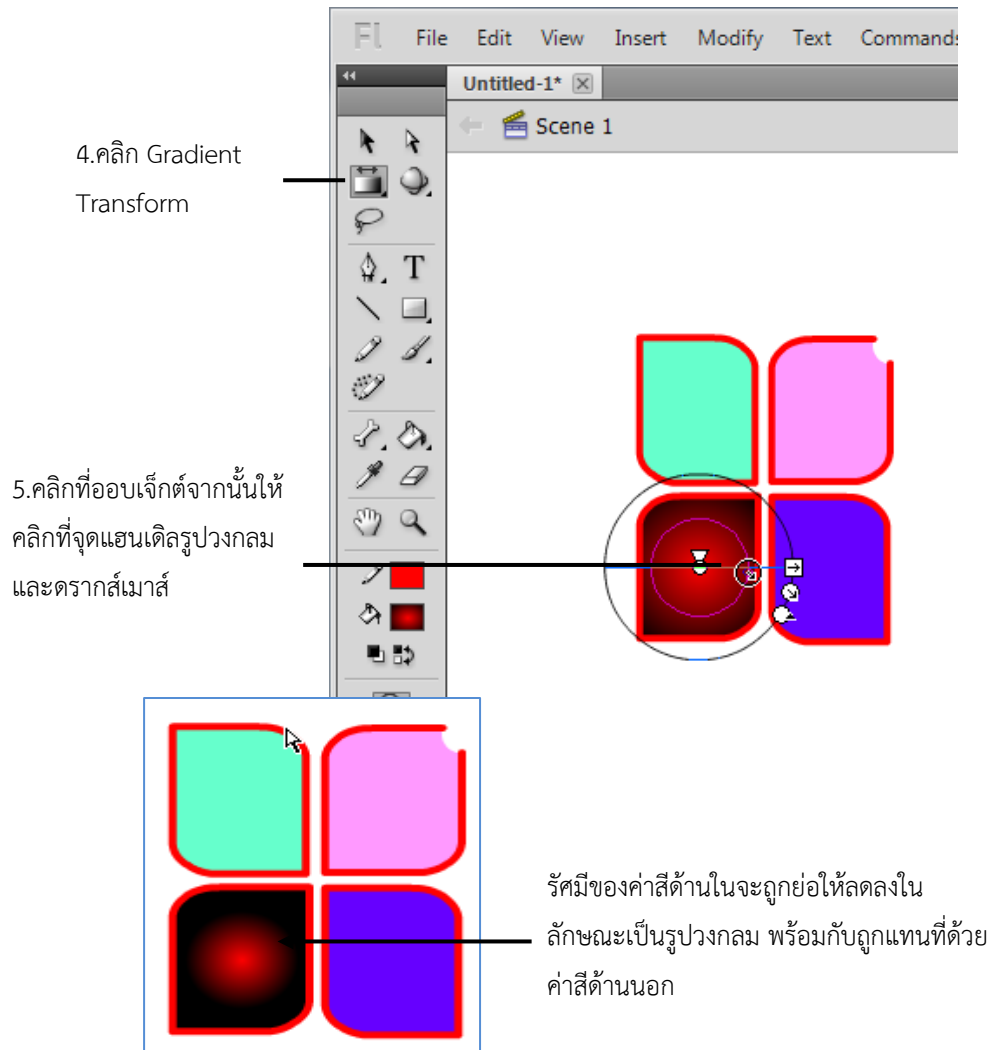 Fl File Edit View Insert Modify Text
Untitled-1*
Scene 1
4.คลิก Gradient
Transform
T
5.คลิกที่ออบเจ็กต์จากนั้นให้
คลิกที่จุดแฮนเดิลรูปวงกลม
และดรากส์เมาส์
รัศมีของค่าสีด้านในจะถูกย่อให้ลดลงใน
ลักษณะเป็นรูปวงกลม พร้อมกับถูกแทนที่ด้วย
ค่าสีด้านนอก